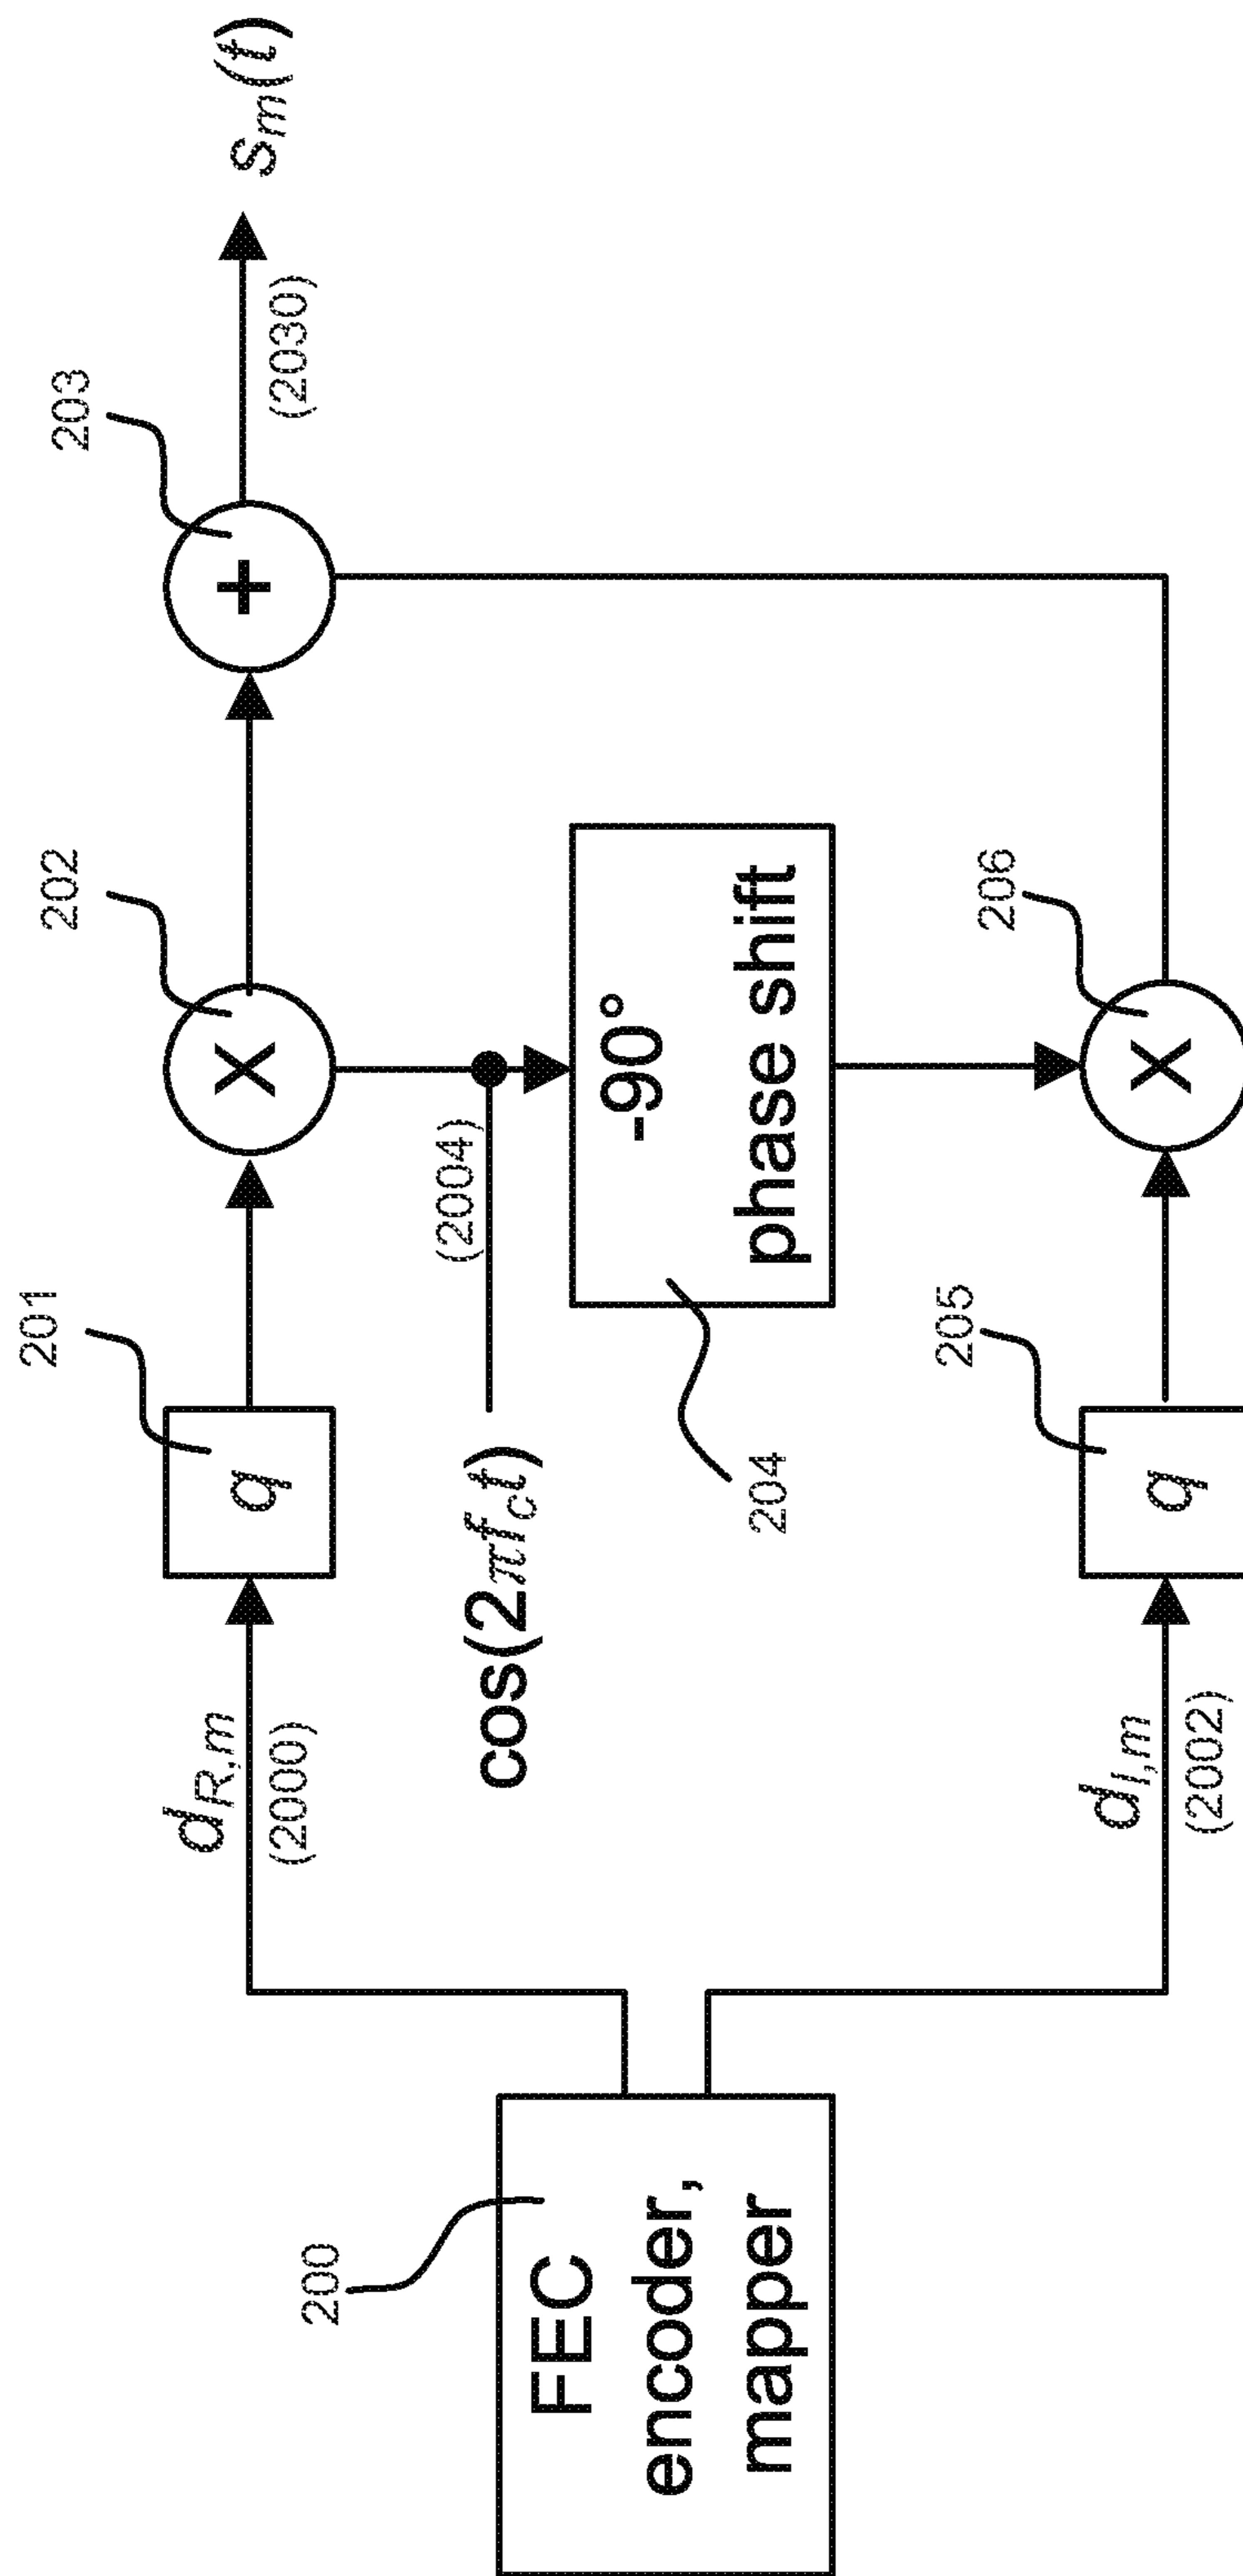 200
FEC
encoder,
mapper
d_{R,m}
(2000)
201
q
202
X
203
+
(2030)
s_m(t)
cos(2πf_ct)
(2004)
-90°
phase shift
204
d_{I,m}
(2002)
205
q
206
X